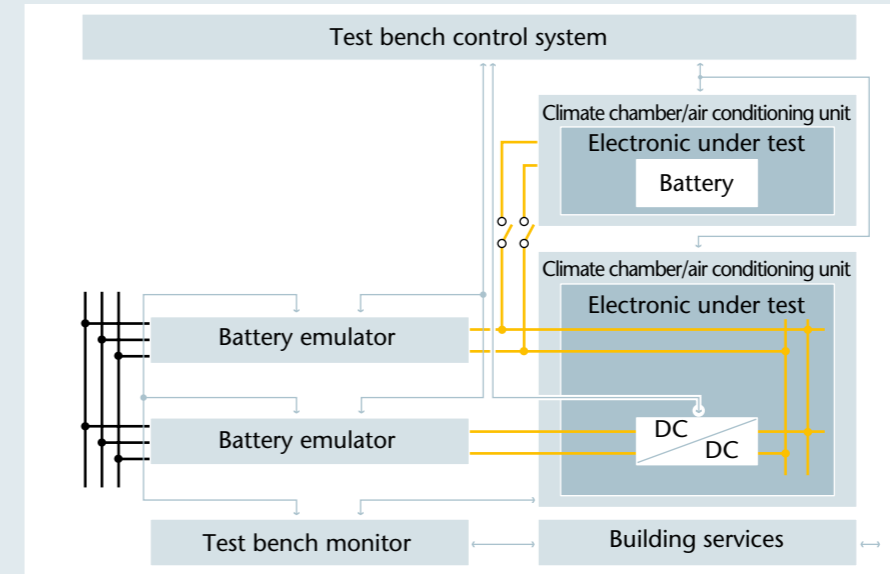 Test bench control system
Climate chamber/air conditioning unit
Electronic under test
Battery
Climate chamber/air conditioning unit
Electronic under test
Battery emulator
Battery emulator
DC
DC
Test bench monitor
Building services